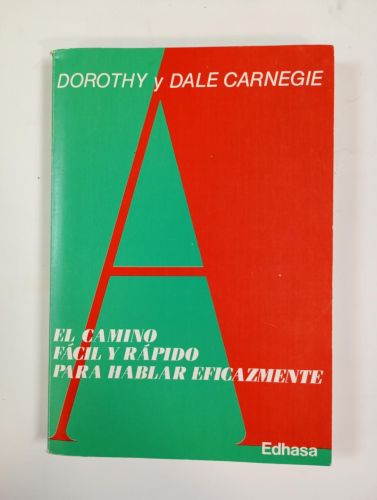 DOROTHY y DALE CARNEGIE
A
EL CAMINO
FÁCIL Y RÁPIDO
PARA HABLAR EFICAZMENTE
Edhasa